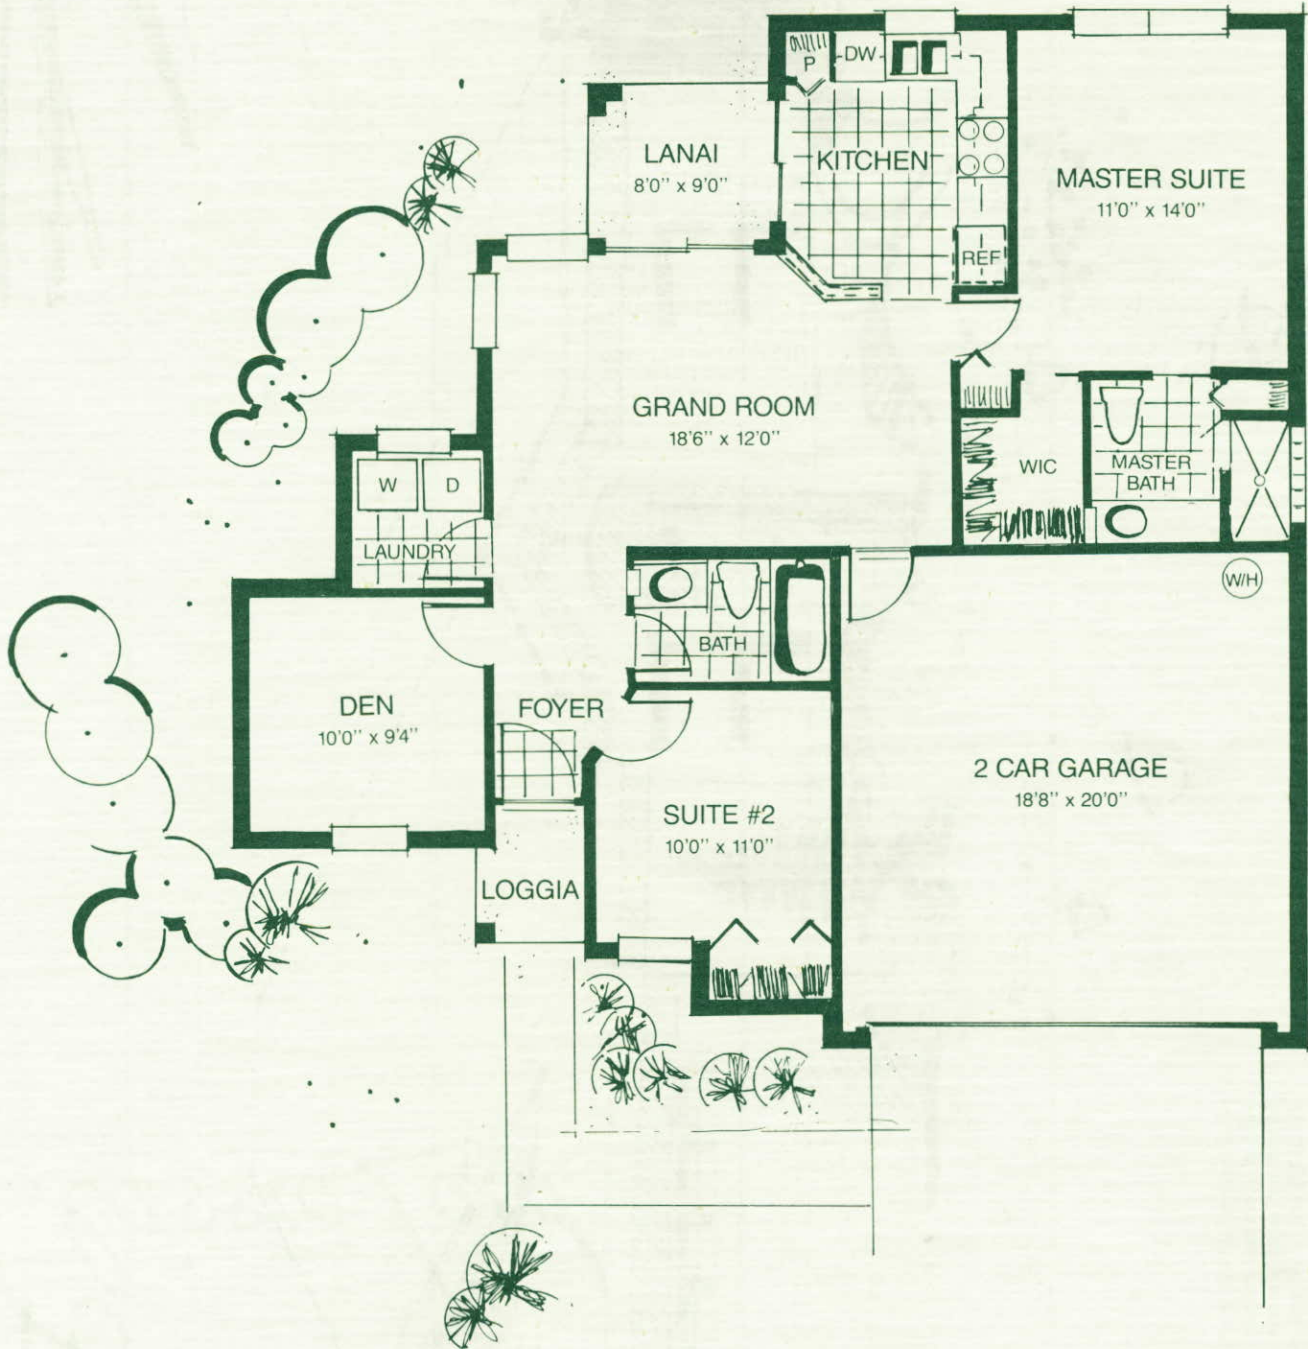 P
DW
LANAI
8'0" x 9'0"
KITCHEN
MASTER SUITE
11'0" x 14'0"
REF
GRAND ROOM
18'6" x 12'0"
WIC
MASTER
BATH
W
D
LAUNDRY
W/H
BATH
DEN
10'0" x 9'4"
FOYER
2 CAR GARAGE
18'8" x 20'0"
SUITE #2
10'0" x 11'0"
LOGGIA